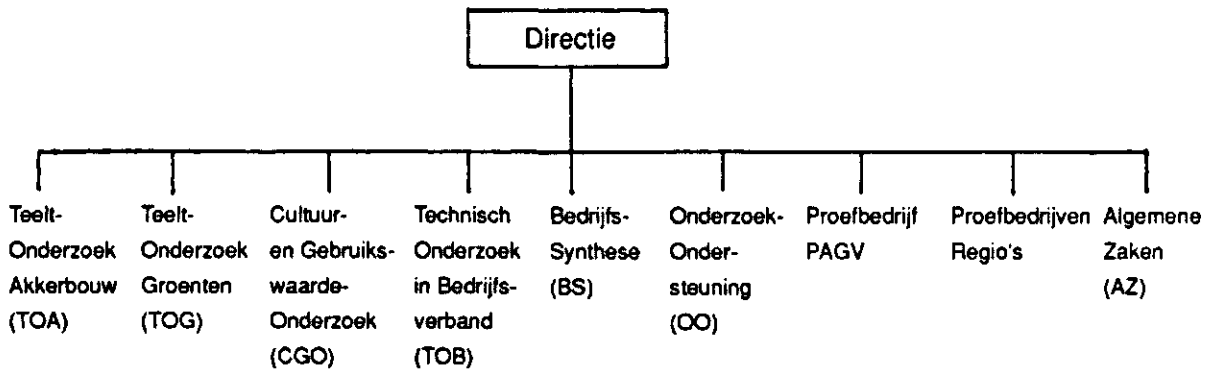 Directie
Teelt-
Onderzoek
Akkerbouw
(TOA)
Teelt-
Onderzoek
Groenten
(TOG)
Cultuur-
en Gebruiks-
waarde-
Onderzoek
(CGO)
Technisch
Onderzoek
in Bedrijfs-
verband
(TOB)
Bedrijfs-
Synthese
(BS)
Onderzoek-
Onder-
steuning
(OO)
Proefbedrijf
PAGV
Proefbedrijven
Regio's
Algemene
Zaken
(AZ)